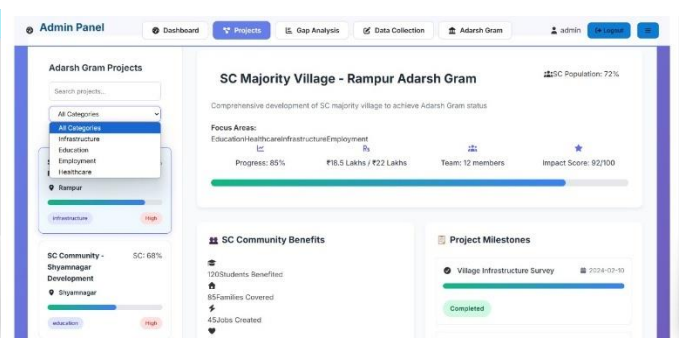 Admin Panel
Dashboard
Projects
Gap Analysis
Data Collection
Adarsh Gram
admin
Logout
Adarsh Gram Projects
Search projects...
All Categories
All Categories
Infrastructure
Education
Employment
Healthcare
Rampur
infrastructure
High
SC Community - Shyamnagar Development
SC: 68%
Shyamnagar
education
High
SC Majority Village - Rampur Adarsh Gram
SC Population: 72%
Comprehensive development of SC majority village to achieve Adarsh Gram status
Focus Areas:
EducationHealthcareInfrastructureEmployment
Progress: 85%
₹18.5 Lakhs / ₹22 Lakhs
Team: 12 members
Impact Score: 92/100
SC Community Benefits
120Students Benefited
85Families Covered
45Jobs Created
Project Milestones
Village Infrastructure Survey
2024-02-10
Completed